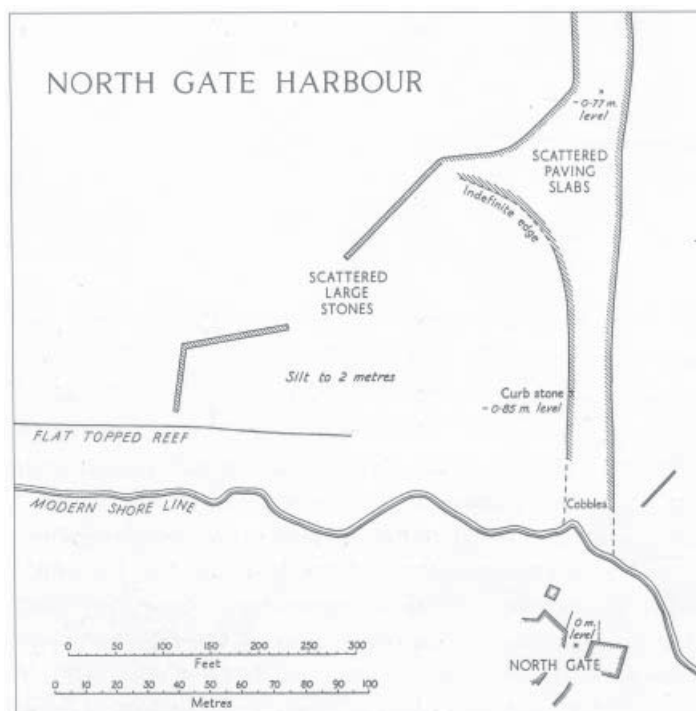 NORTH GATE HARBOUR
- 0·77 m.
level
SCATTERED
PAVING
SLABS
Indefinite edge
SCATTERED
LARGE
STONES
Silt to 2 metres
Curb stone
- 0·85 m. level
FLAT TOPPED REEF
Cobbles
MODERN SHORE LINE
0 m.
level
NORTH GATE
0 50 100 150 200 250 300
Feet
0 10 20 30 40 50 60 70 80 90 100
Metres